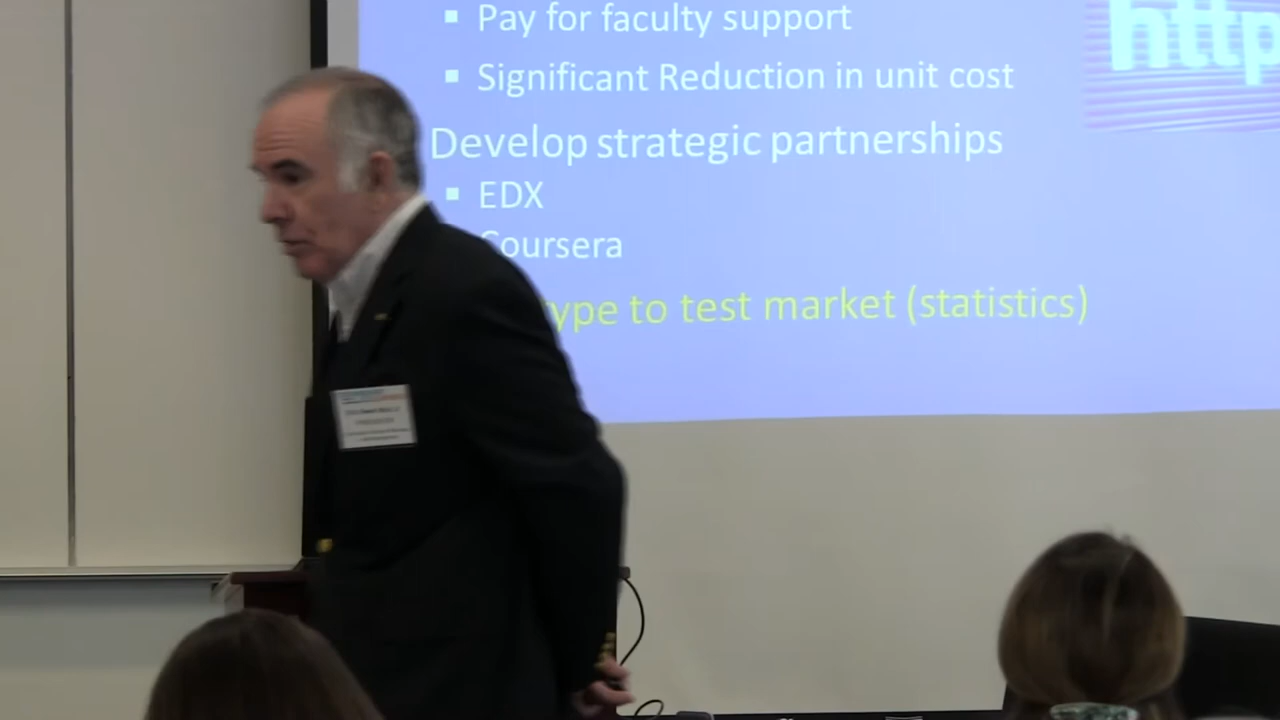 Pay for faculty support
Significant Reduction in unit cost
http
Develop strategic partnerships
EDX
Coursera
ype to test market (statistics)